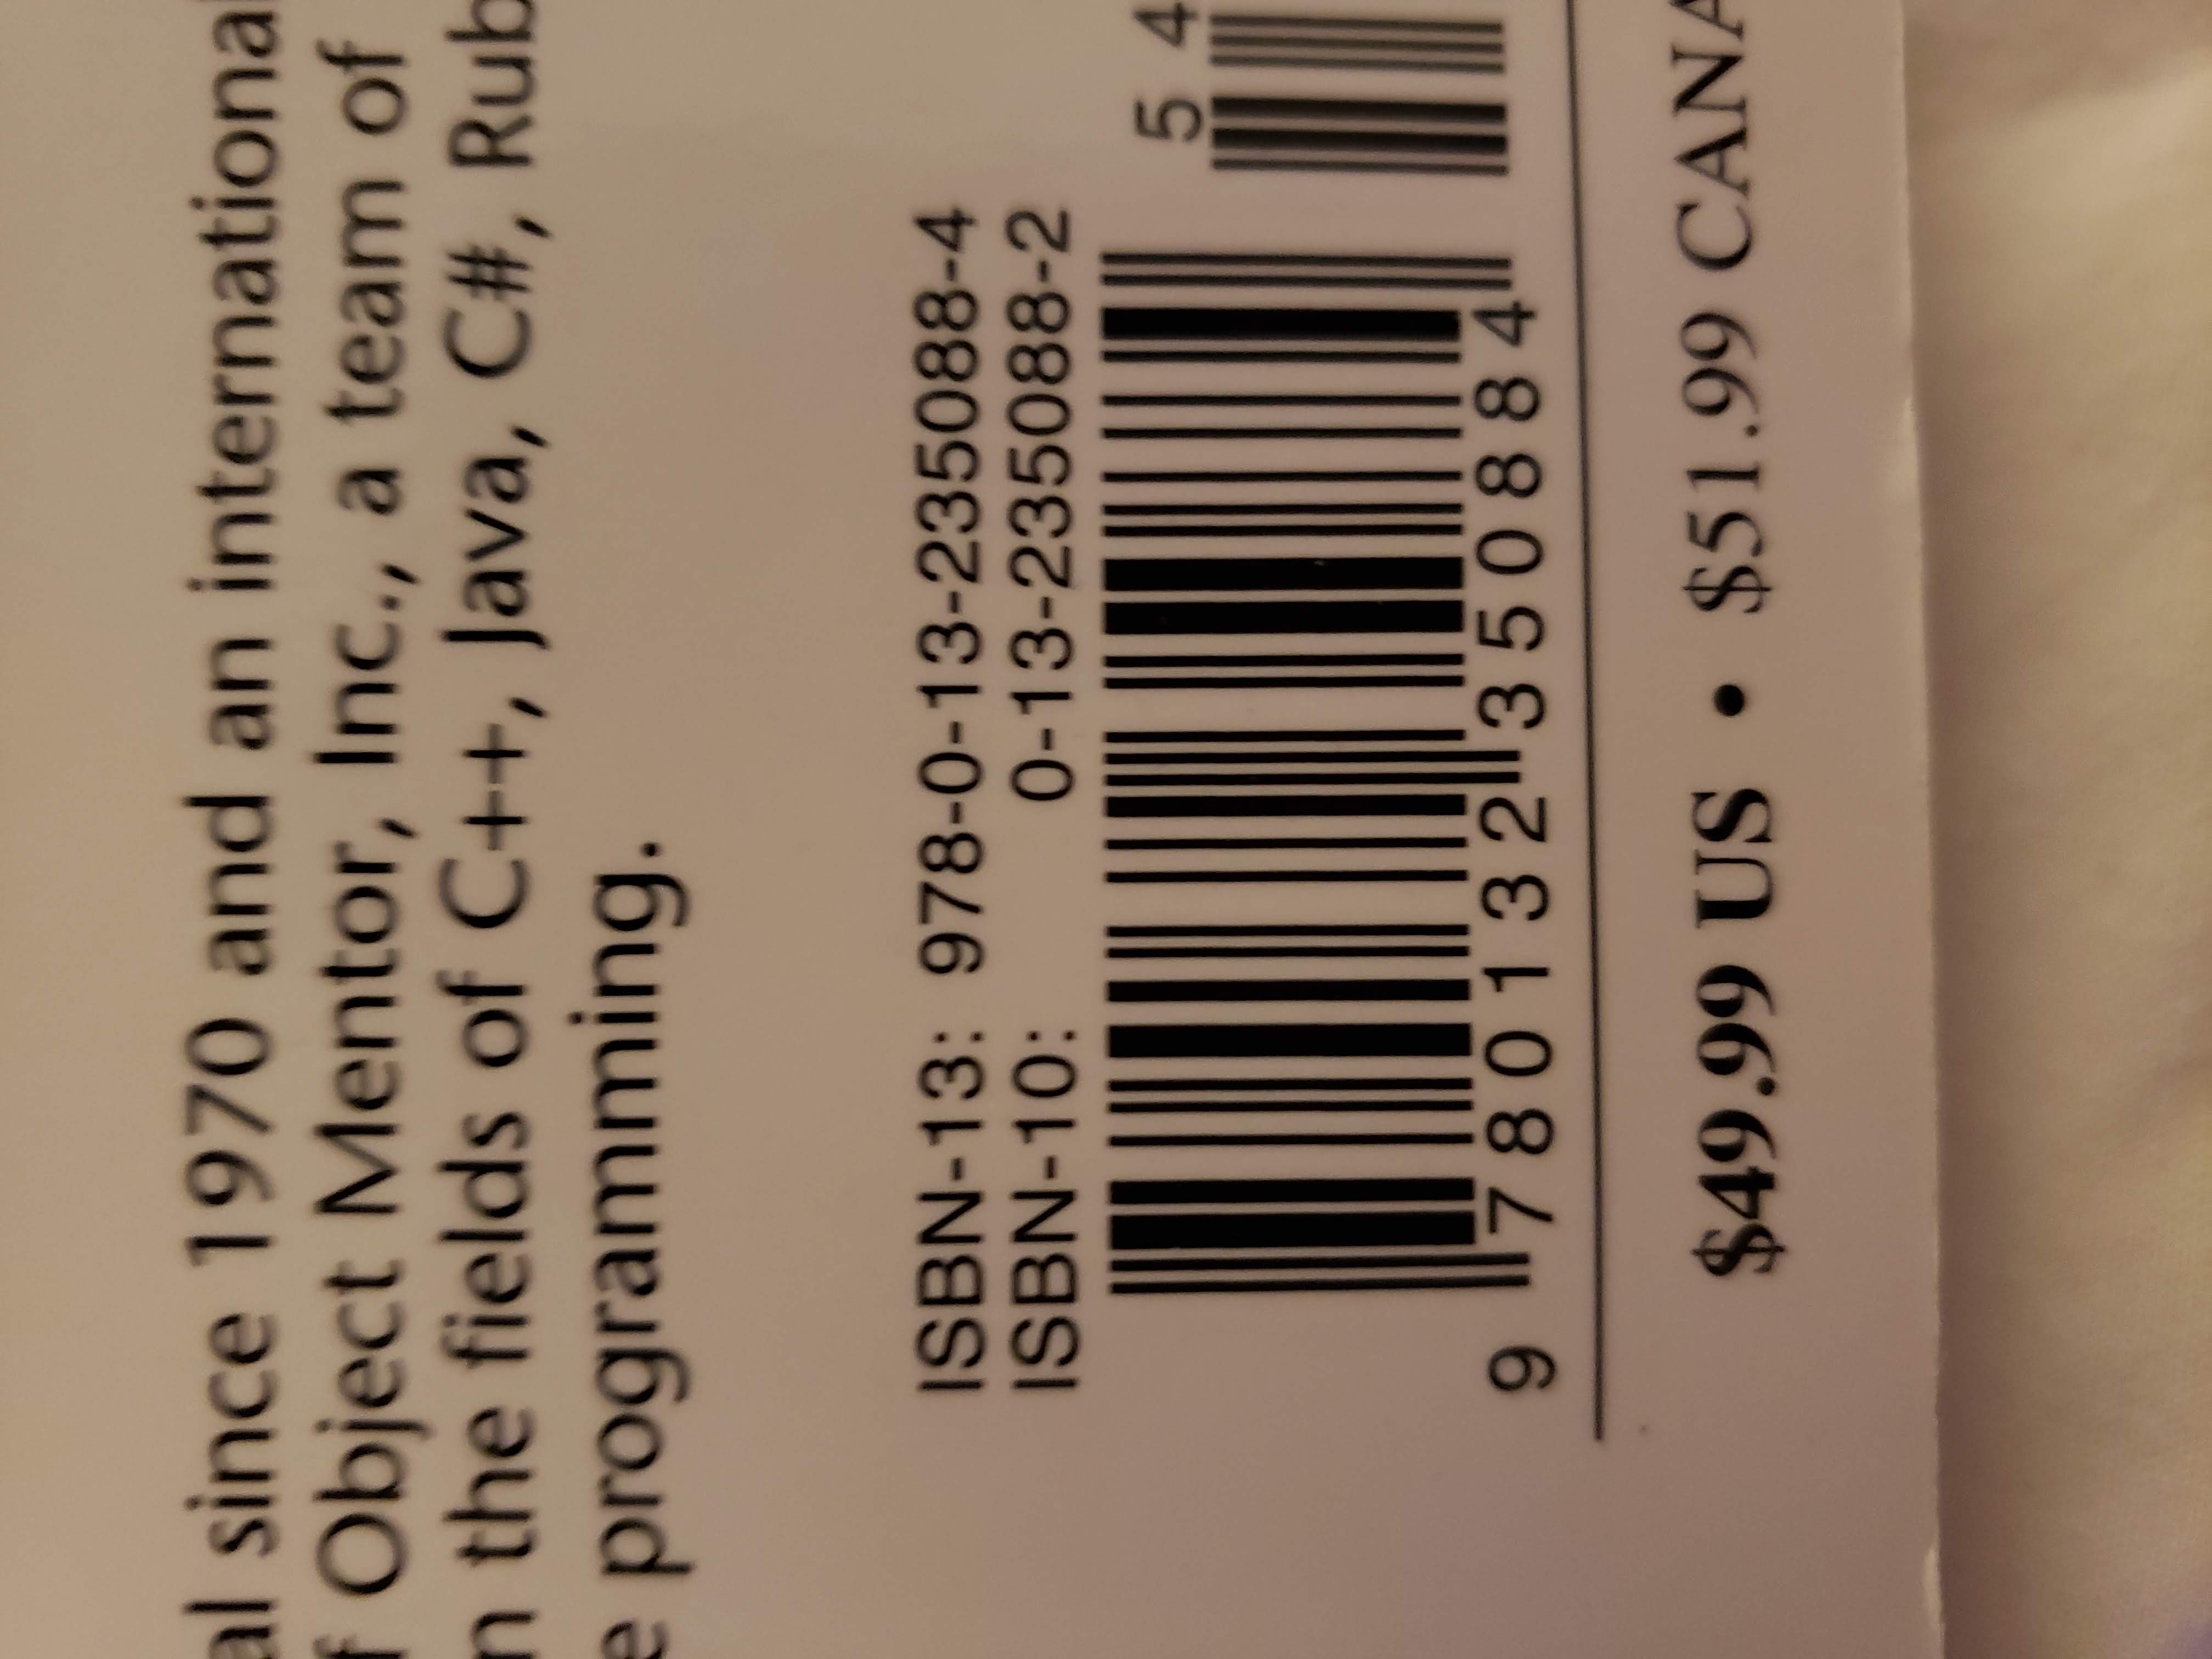 al since 1970 and an internationa
f Object Mentor, Inc., a team of
n the fields of C++, Java, C#, Rub
e programming.
ISBN-13: 978-0-13-235088-4
ISBN-10: 0-13-235088-2
5 4
9 780132 350884
$49.99 US • $51.99 CANA